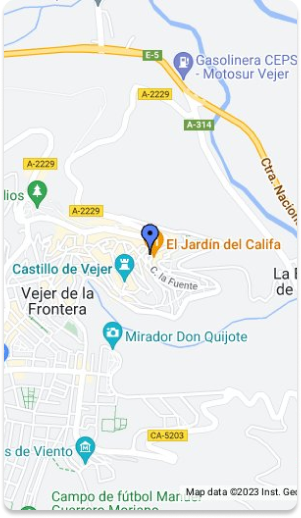 E-5
Gasolinera CEPS
- Motosur Vejer
A-2229
A-314
A-2229
Ctra. Nacion
lios
A-2229
El Jardín del Califa
Castillo de Vejer
C. la Fuente
La B
de
Vejer de la
Frontera
Mirador Don Quijote
CA-5203
s de Viento
Map data ©2023 Inst. Geo
Campo de fútbol Manuel
Guerrero Moriano